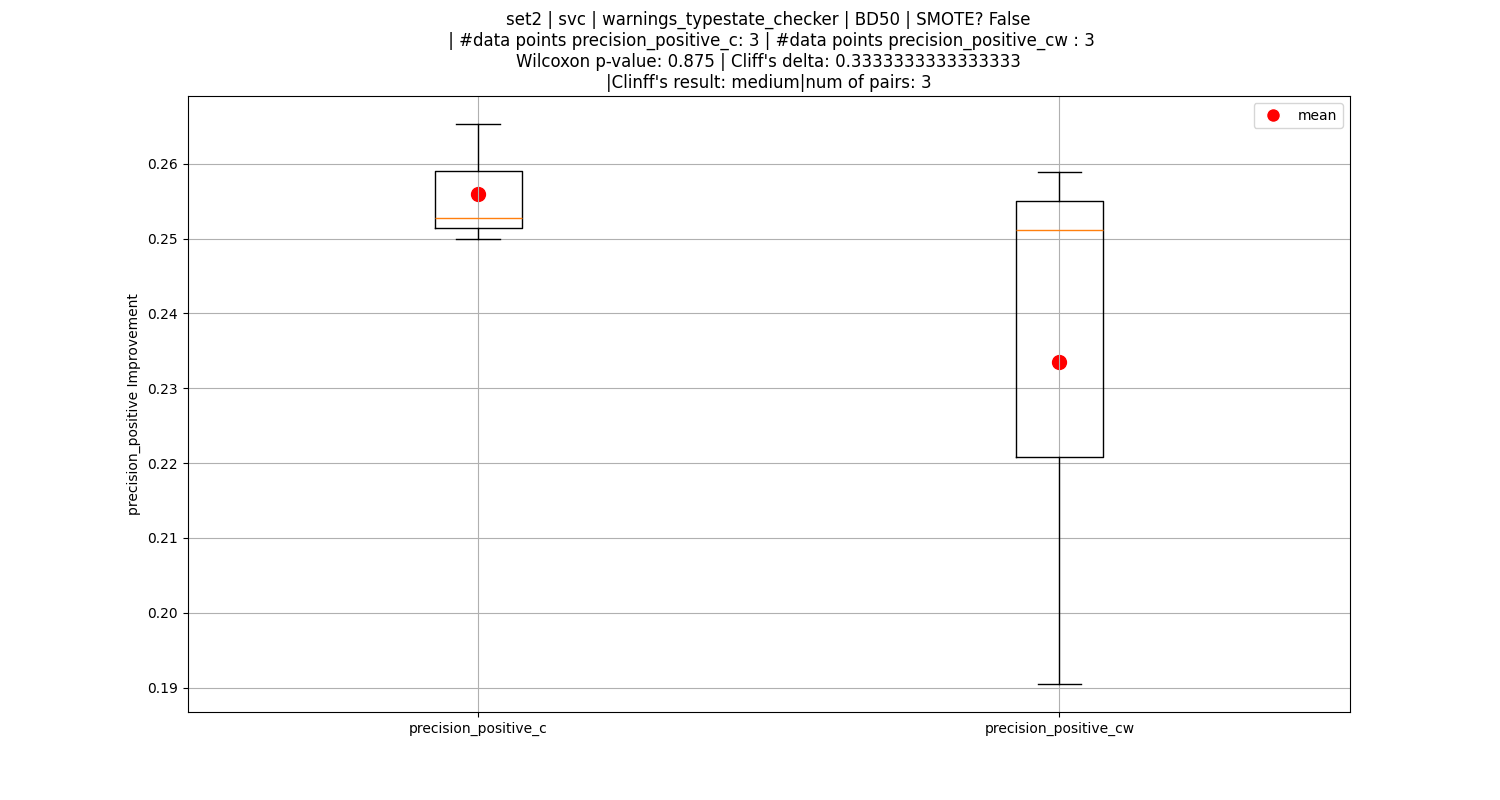 set2 | svc | warnings_typestate_checker | BD50 | SMOTE? False
| #data points precision_positive_c: 3 | #data points precision_positive_cw : 3
Wilcoxon p-value: 0.875 | Cliff's delta: 0.3333333333333333
|Clinff's result: medium|num of pairs: 3
mean
0.26
0.25
0.24
0.23
0.22
0.21
0.20
0.19
precision_positive Improvement
precision_positive_c
precision_positive_cw